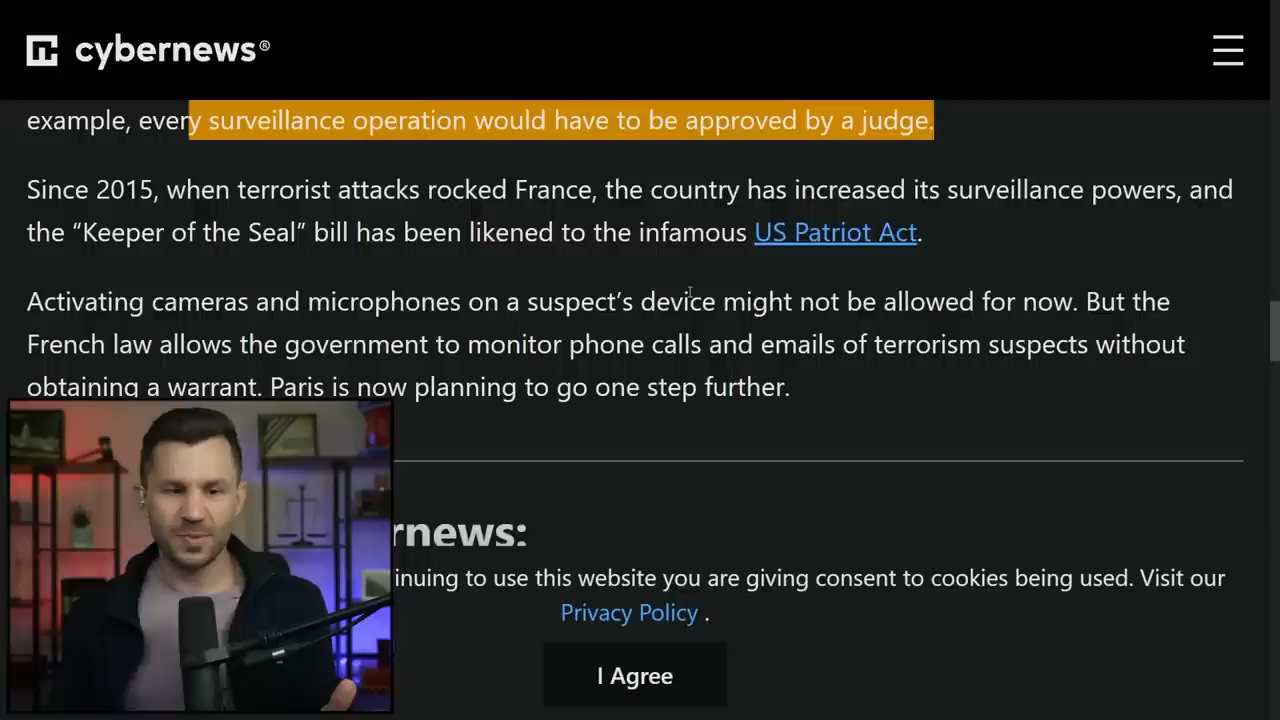 cybernews®
example, every surveillance operation would have to be approved by a judge.
Since 2015, when terrorist attacks rocked France, the country has increased its surveillance powers, and
the “Keeper of the Seal” bill has been likened to the infamous US Patriot Act.
Activating cameras and microphones on a suspect’s device might not be allowed for now. But the
French law allows the government to monitor phone calls and emails of terrorism suspects without
obtaining a warrant. Paris is now planning to go one step further.
rnews:
inuing to use this website you are giving consent to cookies being used. Visit our
Privacy Policy .
I Agree